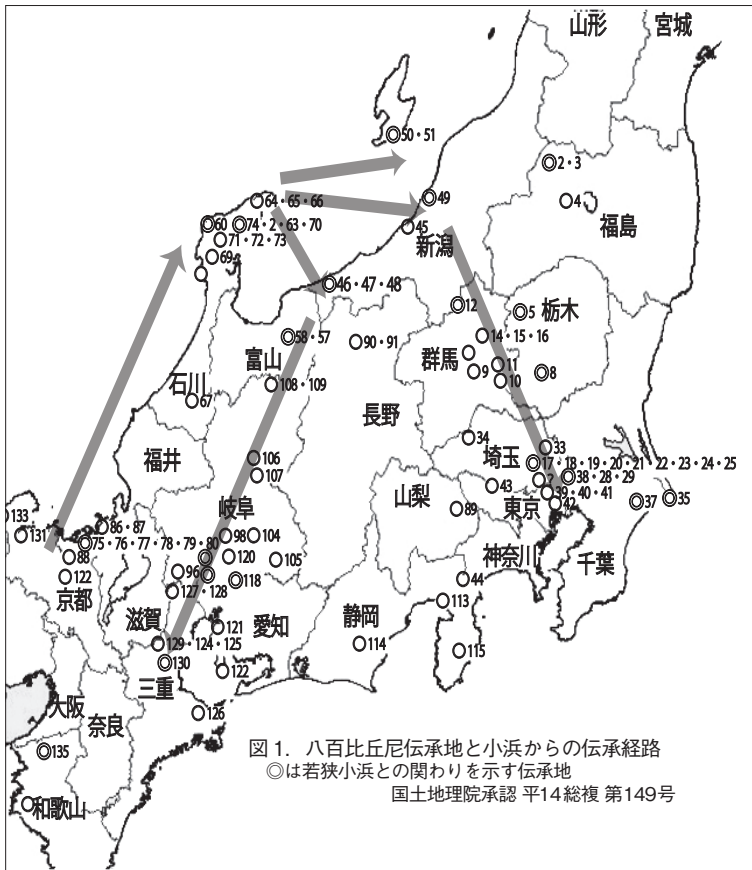 山形 宮城
50・51
2・3
49
4
64・65・66
福島
60 74・2・63・70
45
71・72・73
新潟
69
46・47・48
12
5 栃木
58・57
90・91
14・15・16
富山
群馬
11
9
8
石川
108・109
10
67
長野
34
33
福井
106
埼玉
17・18・19・20・21・22・23・24・25
107
38・28・29
133
山梨
43
7
39・40・41
37 35
86・87
岐阜
89
東京
42
131
75・76・77・78・79・80
98 104
88
120
105
神奈川
千葉
122
96
118
44
京都
127・128
113
滋賀
121 愛知
静岡
129・124・125
114
115
130
122
三重
大阪
126
奈良
135
和歌山
図1. 八百比丘尼伝承地と小浜からの伝承経路
◎は若狭小浜との関わりを示す伝承地
国土地理院承認 平14総複 第149号